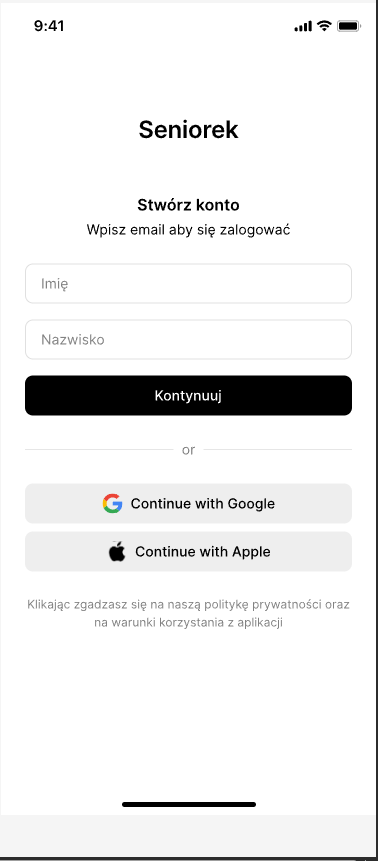 9:41
Seniorek
Stwórz konto
Wpisz email aby się zalogować
Imię
Nazwisko
Kontynuuj
or
Continue with Google
Continue with Apple
Klikając zgadzasz się na naszą politykę prywatności oraz
na warunki korzystania z aplikacji